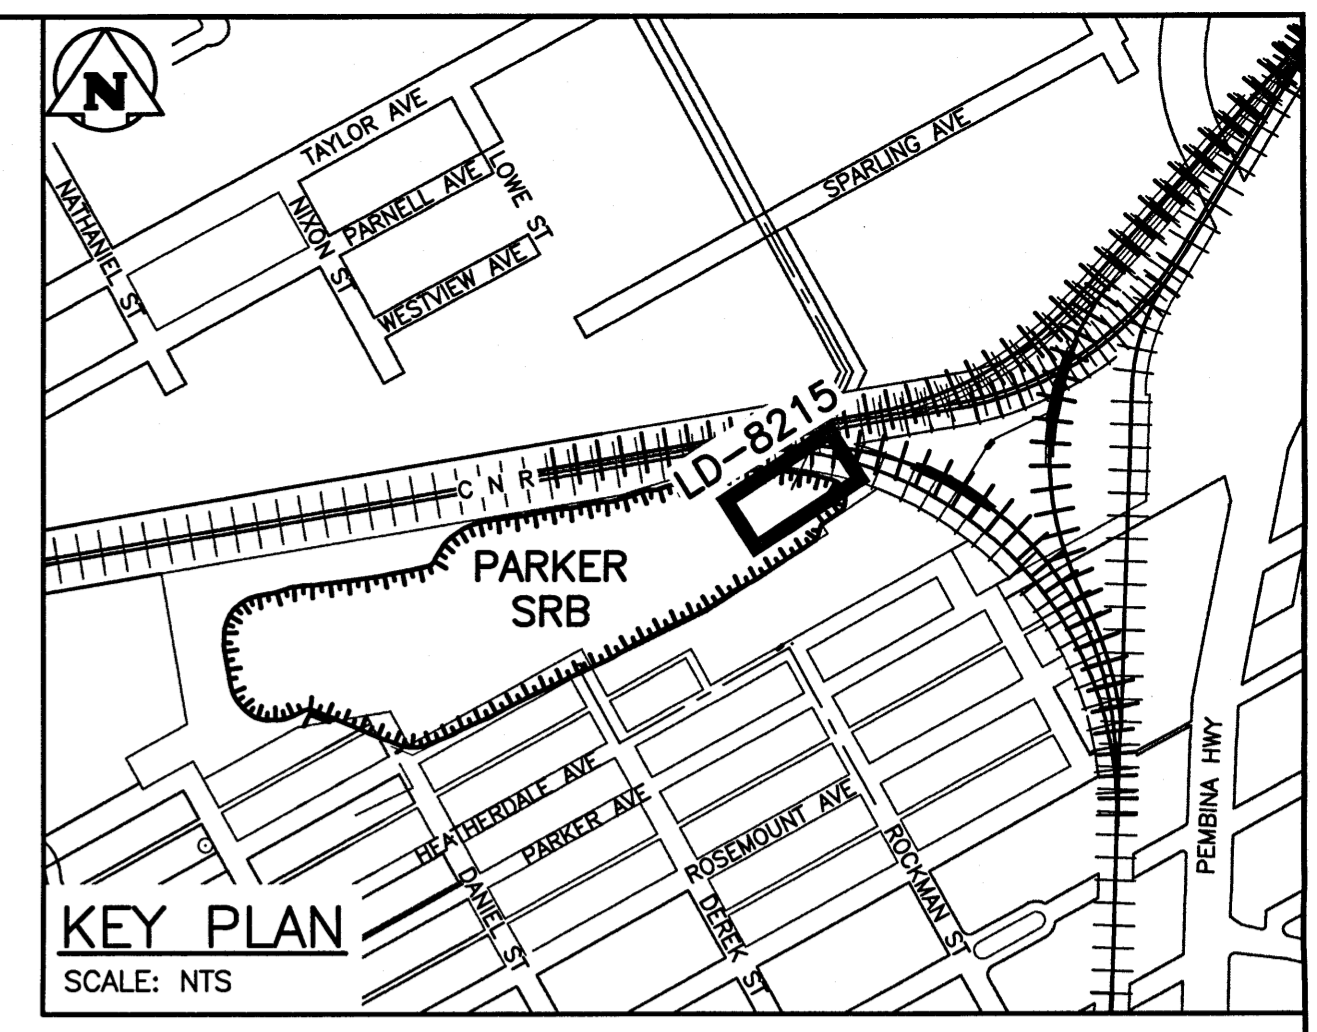 N
TAYLOR AVE
LOWE ST
SPARLING AVE
NATHANIEL ST
NIXON ST
PARNELL AVE
WESTVIEW AVE
LD-8215
C N R
PARKER
SRB
HEATHERDALE AVE
PARKER AVE
ROSEMOUNT AVE
PEMBINA HWY
DANIEL ST
DEREK ST
ROCKMAN ST
KEY PLAN
SCALE: NTS